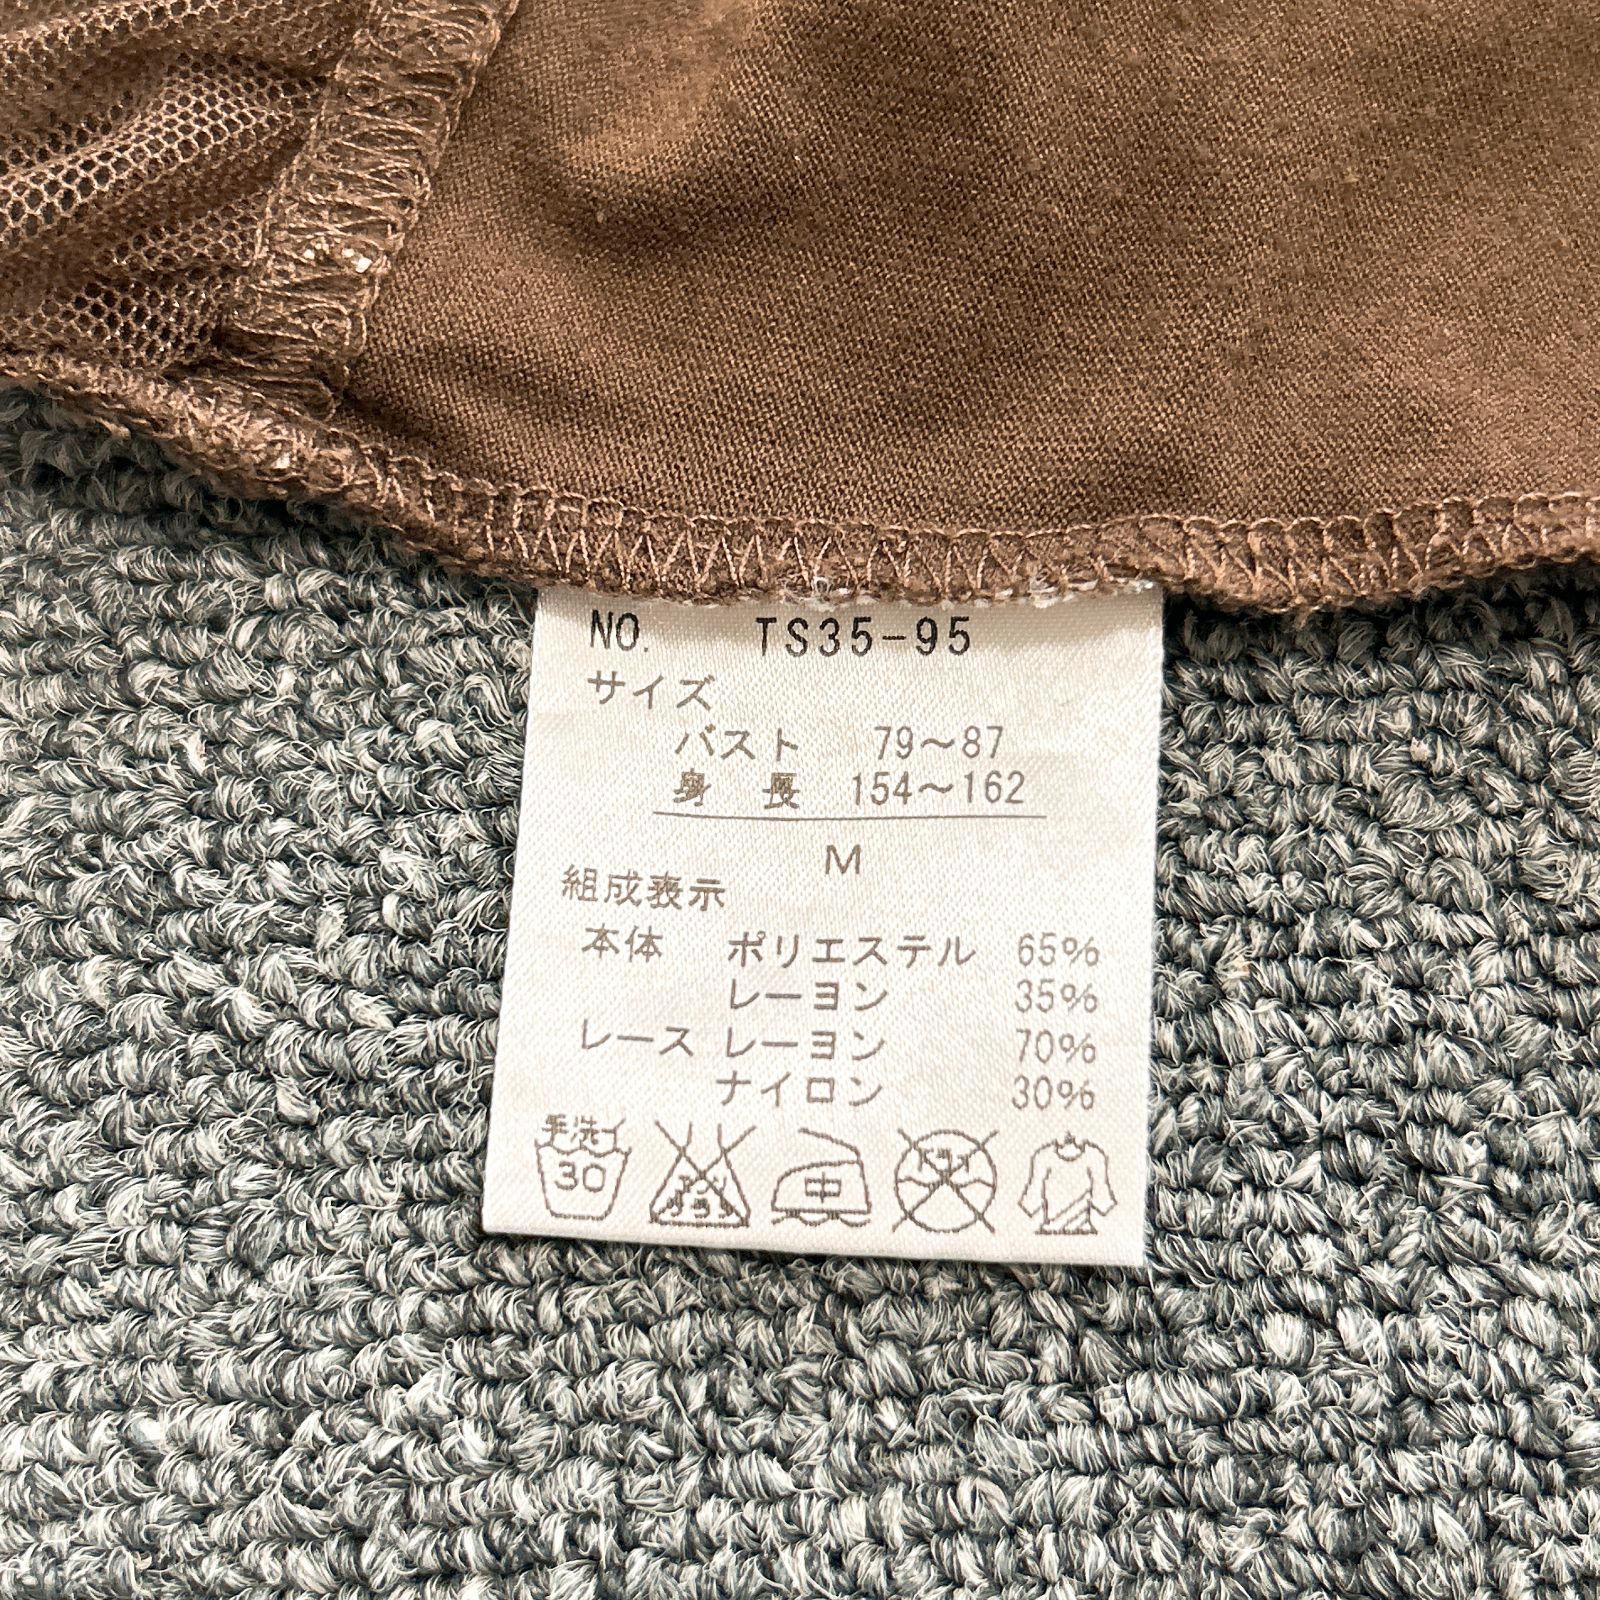 NO. TS35-95
サイズ
バスト 79～87
身長 154～162
M
組成表示
本体 ポリエステル 65%
レーヨン 35%
レース レーヨン 70%
ナイロン 30%
手洗イ
30
中